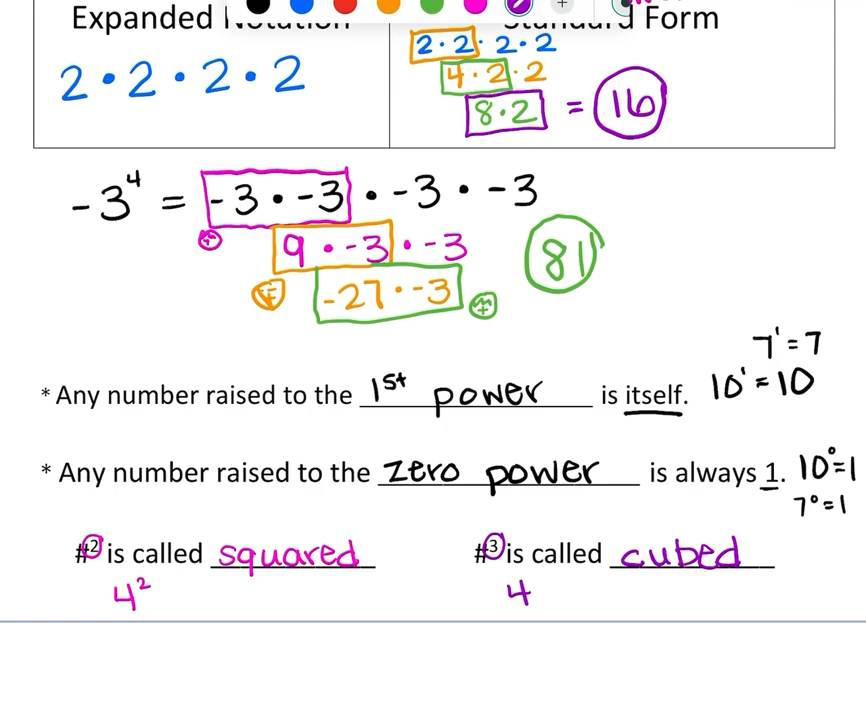 Expanded Notation Standard Form
2 • 2 • 2 • 2
2 • 2 • 2 • 2
4 • 2 • 2
8 • 2 = 16
-3⁴ = -3 • -3 • -3 • -3
9 • -3 • -3
-27 • -3
81
7¹ = 7
* Any number raised to the 1st power is itself. 10¹ = 10
* Any number raised to the zero power is always 1. 10⁰ = 1
7⁰ = 1
#² is called squared #³ is called cubed
4² 4